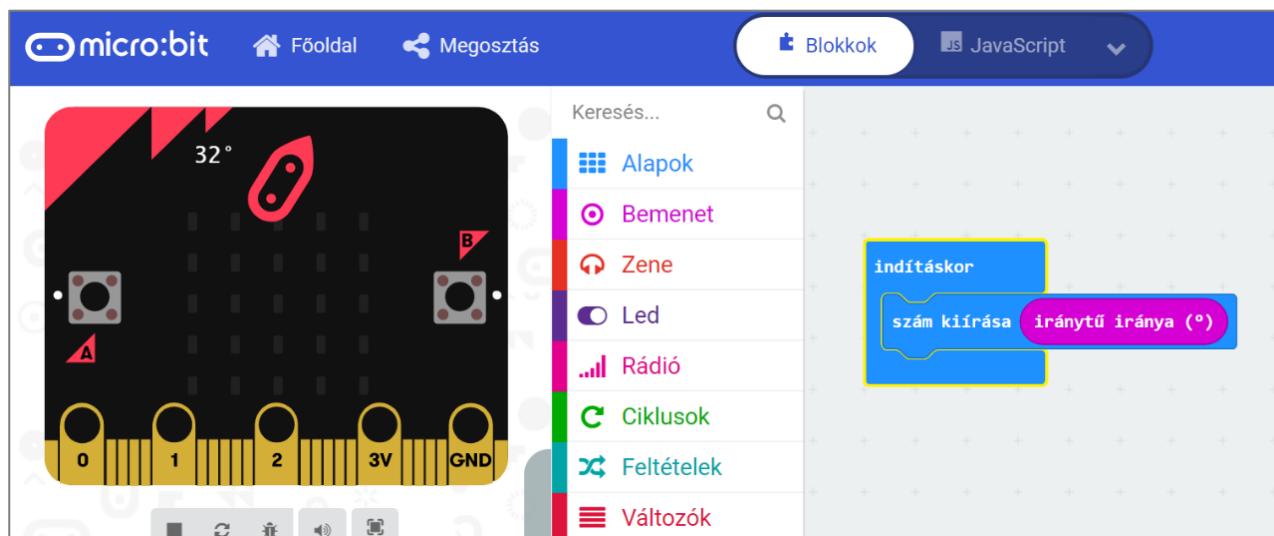 micro:bit Főoldal Megosztás Blokkok JS JavaScript
32°
B
A
0 1 2 3V GND
Keresés...
Alapok
Bemenet
Zene
Led
Rádió
Ciklusok
Feltételek
Változók
indításkor
szám kiírása iránytű iránya (°)